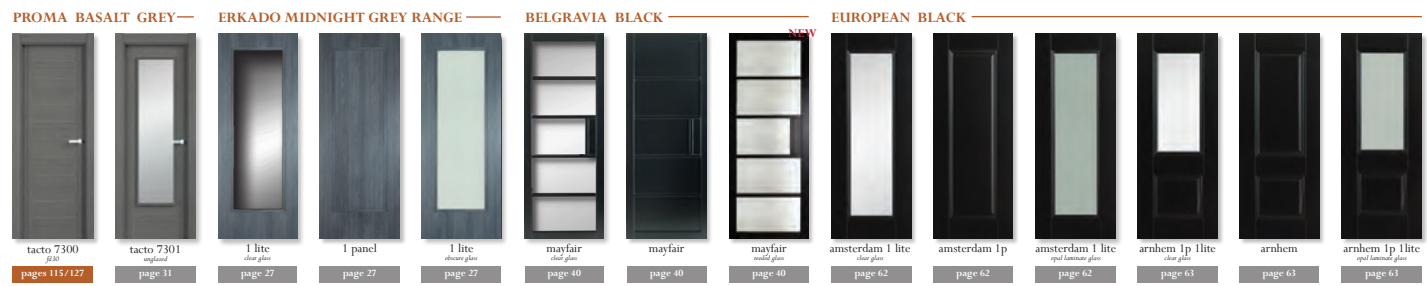 PROMA BASALT GREY
ERKADO MIDNIGHT GREY RANGE
BELGRAVIA BLACK
EUROPEAN BLACK
NEW
tacto 7300
fd30
pages 115/127
tacto 7301
unglazed
page 31
1 lite
clear glass
page 27
1 panel
page 27
1 lite
obscure glass
page 27
mayfair
clear glass
page 40
mayfair
page 40
mayfair
reeded glass
page 40
amsterdam 1 lite
clear glass
page 62
amsterdam 1p
page 62
amsterdam 1 lite
opal laminate glass
page 62
arnhem 1p 1lite
clear glass
page 63
arnhem
page 63
arnhem 1p 1lite
opal laminate glass
page 63